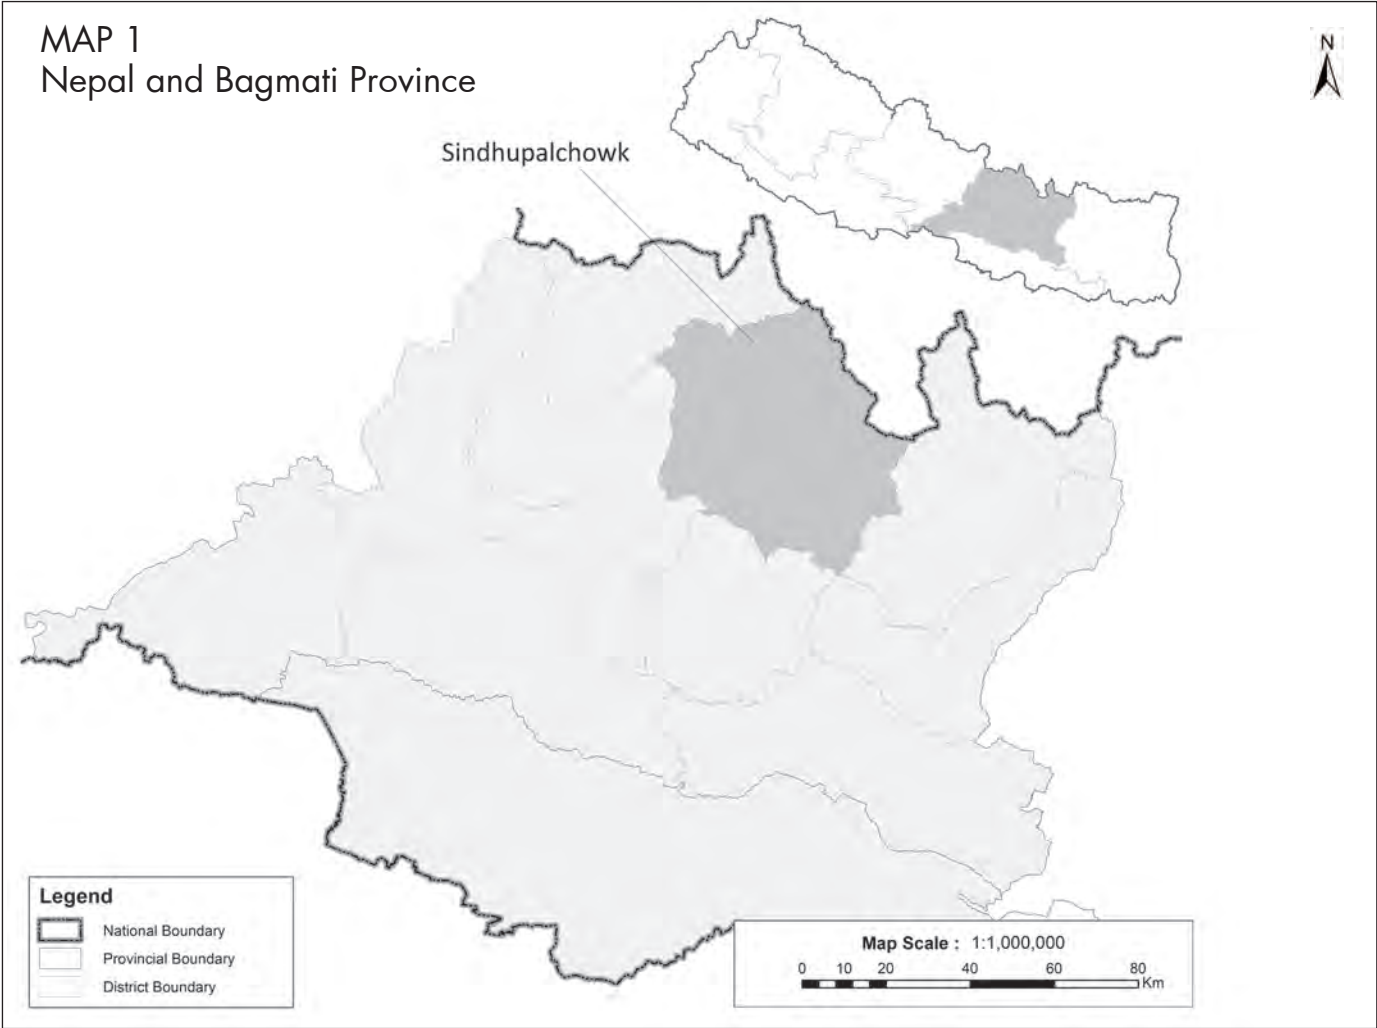 MAP 1
Nepal and Bagmati Province
N
Sindhupalchowk
Legend
National Boundary
Provincial Boundary
District Boundary
Map Scale : 1:1,000,000
0 10 20 40 60 80
Km